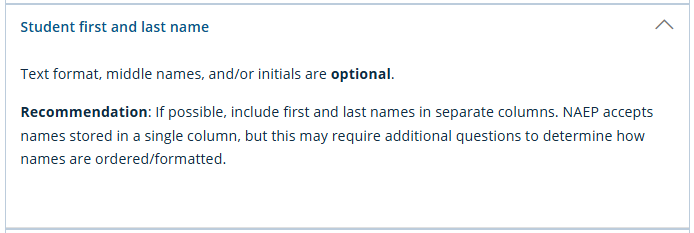 Student first and last name
Text format, middle names, and/or initials are optional.
Recommendation: If possible, include first and last names in separate columns. NAEP accepts
names stored in a single column, but this may require additional questions to determine how
names are ordered/formatted.